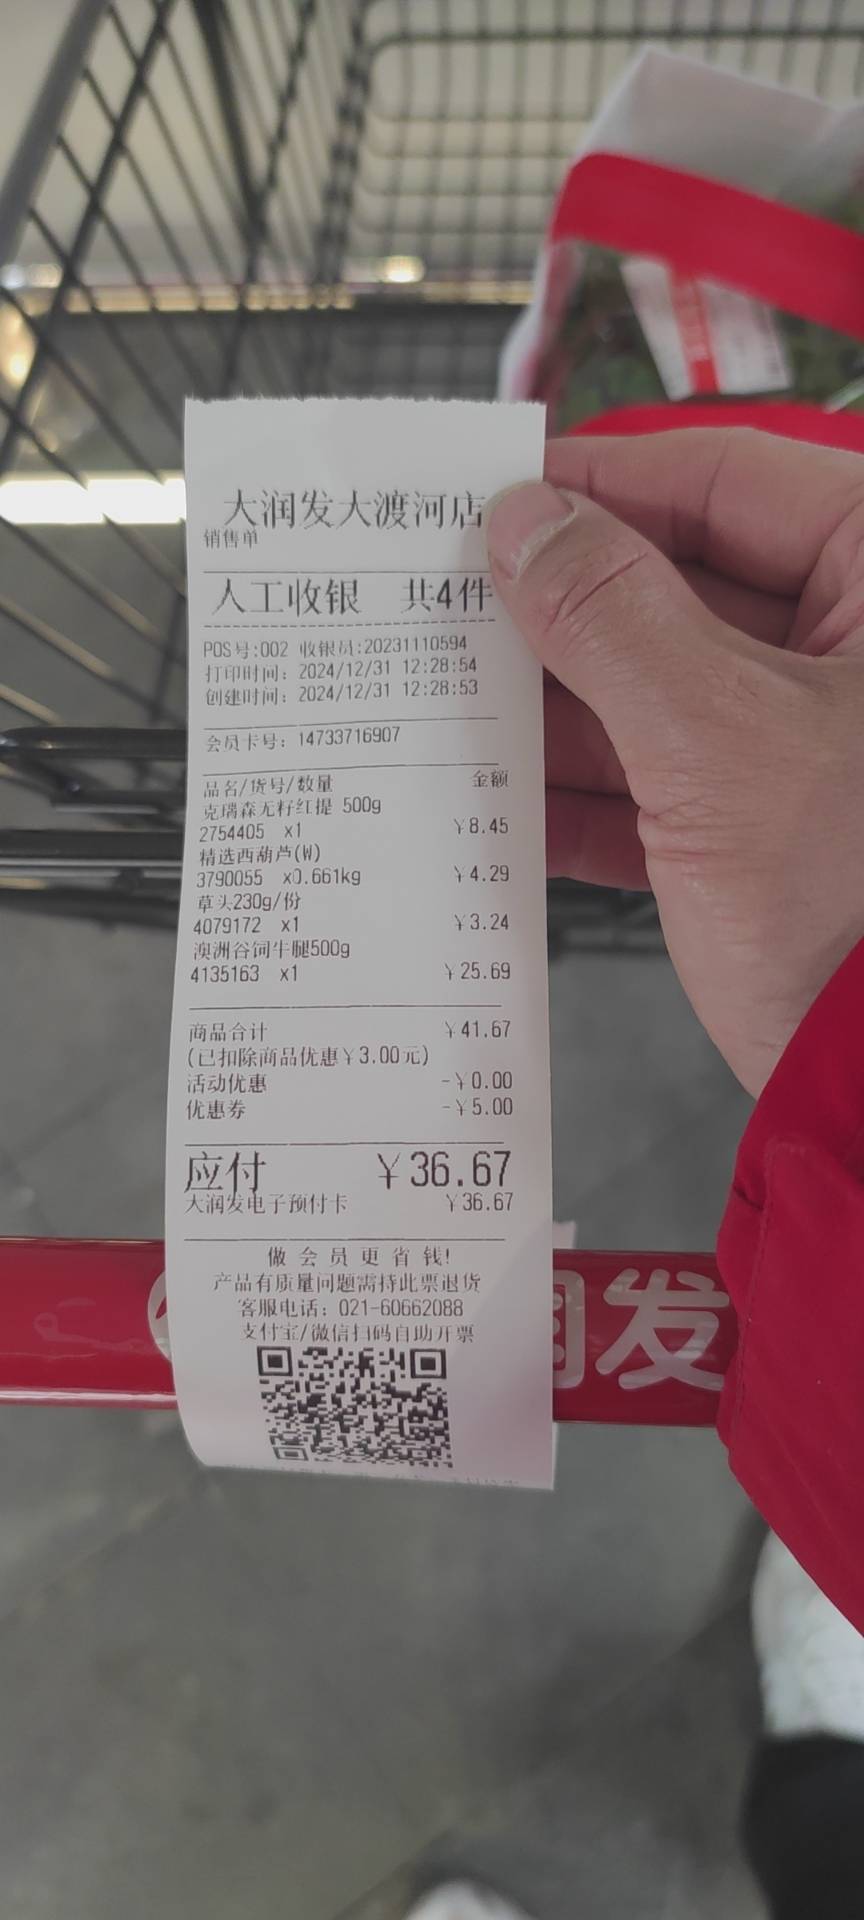 大润发大渡河店
销售单
人工收银 共4件
POS号:002 收银员:20231110594
打印时间: 2024/12/31 12:28:54
创建时间: 2024/12/31 12:28:53
会员卡号: 14733716907
品名/货号/数量 金额
克瑞森无籽红提 500g
2754405 x1 ¥8.45
精选西葫芦(W)
3790055 x0.661kg ¥4.29
草头230g/份
4079172 x1 ¥3.24
澳洲谷饲牛腿500g
4135163 x1 ¥25.69
商品合计 ¥41.67
(已扣除商品优惠¥3.00元)
活动优惠 -¥0.00
优惠券 -¥5.00
应付 ¥36.67
大润发电子预付卡 ¥36.67
做会员更省钱!
产品有质量问题需持此票退货
客服电话: 021-60662088
支付宝/微信扫码自助开票
发